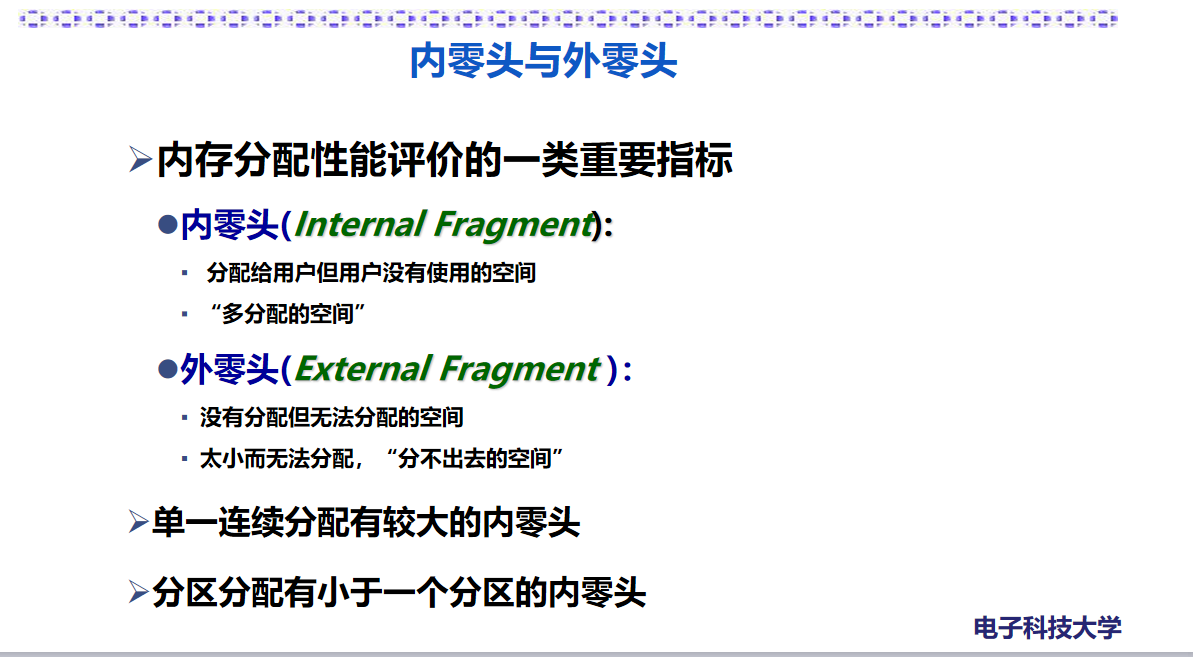 内零头与外零头
内存分配性能评价的一类重要指标
内零头(Internal Fragment):
分配给用户但用户没有使用的空间
“多分配的空间”
外零头(External Fragment ):
没有分配但无法分配的空间
太小而无法分配，“分不出去的空间”
单一连续分配有较大的内零头
分区分配有小于一个分区的内零头
电子科技大学